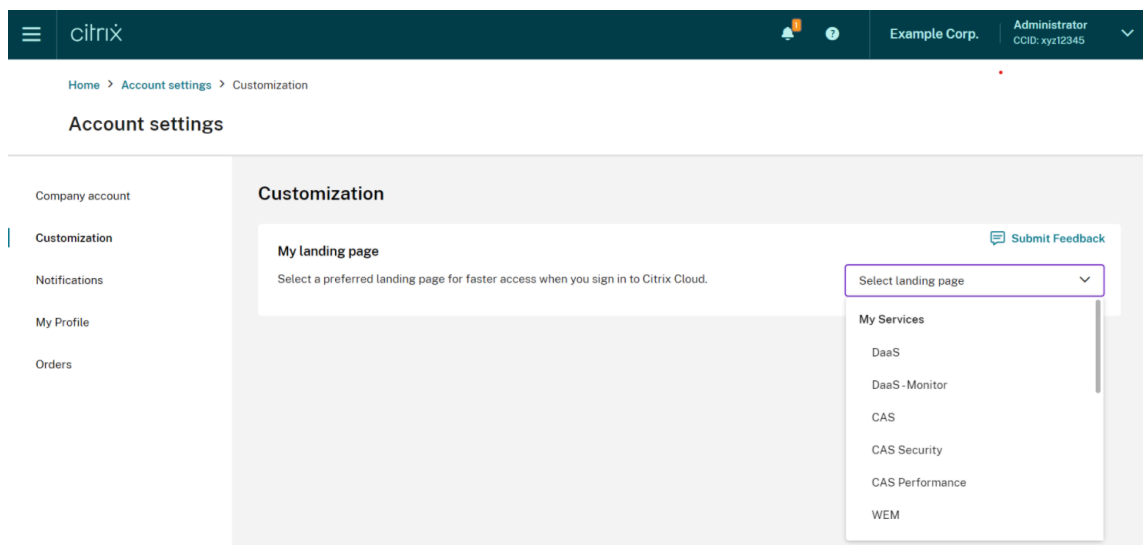 citrix
1
?
Example Corp.
Administrator
CCID: xyz12345
Home > Account settings > Customization
Account settings
Company account
Customization
Notifications
My Profile
Orders
Customization
Submit Feedback
My landing page
Select a preferred landing page for faster access when you sign in to Citrix Cloud.
Select landing page
My Services
DaaS
DaaS - Monitor
CAS
CAS Security
CAS Performance
WEM